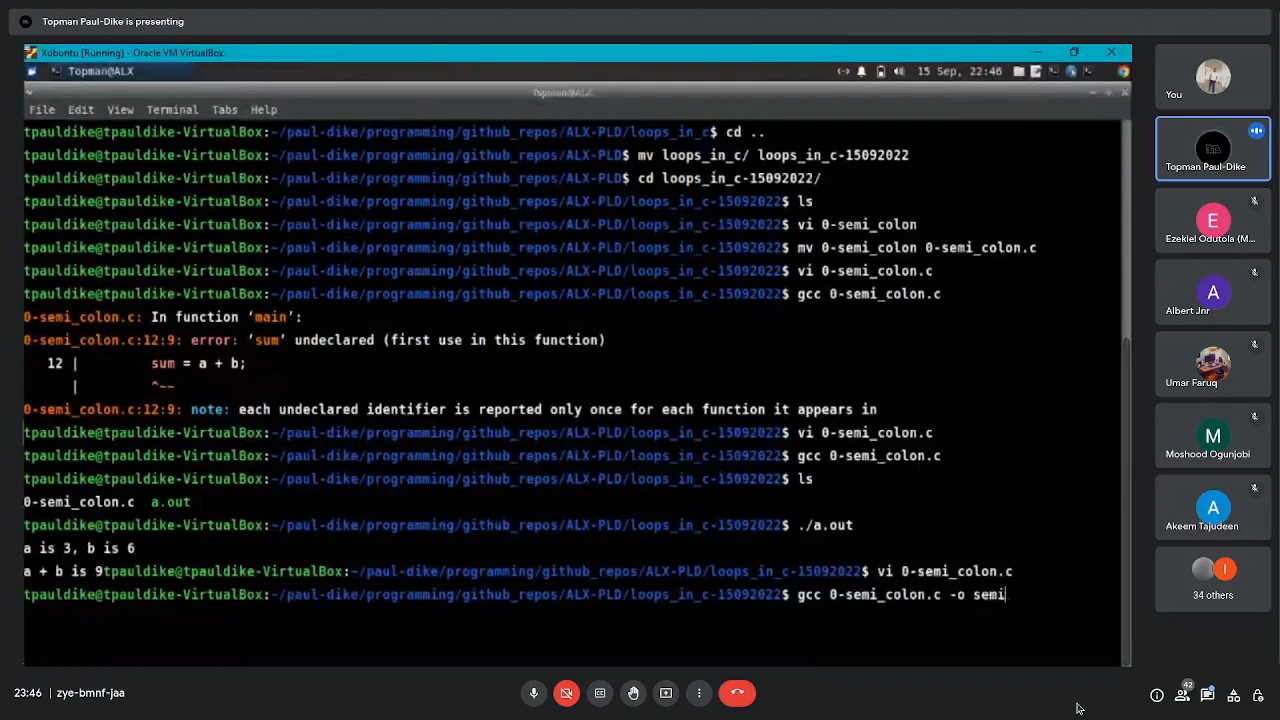 Topman Paul-Dike is presenting
Xubuntu [Running] - Oracle VM VirtualBox
Topman@ALX
15 Sep, 22:46
Topman@ALX
File Edit View Terminal Tabs Help
tpauldike@tpauldike-VirtualBox:~/paul-dike/programming/github_repos/ALX-PLD/loops_in_c$ cd ..
tpauldike@tpauldike-VirtualBox:~/paul-dike/programming/github_repos/ALX-PLD$ mv loops_in_c/ loops_in_c-15092022
tpauldike@tpauldike-VirtualBox:~/paul-dike/programming/github_repos/ALX-PLD$ cd loops_in_c-15092022/
tpauldike@tpauldike-VirtualBox:~/paul-dike/programming/github_repos/ALX-PLD/loops_in_c-15092022$ ls
tpauldike@tpauldike-VirtualBox:~/paul-dike/programming/github_repos/ALX-PLD/loops_in_c-15092022$ vi 0-semi_colon
tpauldike@tpauldike-VirtualBox:~/paul-dike/programming/github_repos/ALX-PLD/loops_in_c-15092022$ mv 0-semi_colon 0-semi_colon.c
tpauldike@tpauldike-VirtualBox:~/paul-dike/programming/github_repos/ALX-PLD/loops_in_c-15092022$ vi 0-semi_colon.c
tpauldike@tpauldike-VirtualBox:~/paul-dike/programming/github_repos/ALX-PLD/loops_in_c-15092022$ gcc 0-semi_colon.c
0-semi_colon.c: In function ‘main’:
0-semi_colon.c:12:9: error: ‘sum’ undeclared (first use in this function)
12 | sum = a + b;
| ^~~
0-semi_colon.c:12:9: note: each undeclared identifier is reported only once for each function it appears in
tpauldike@tpauldike-VirtualBox:~/paul-dike/programming/github_repos/ALX-PLD/loops_in_c-15092022$ vi 0-semi_colon.c
tpauldike@tpauldike-VirtualBox:~/paul-dike/programming/github_repos/ALX-PLD/loops_in_c-15092022$ gcc 0-semi_colon.c
tpauldike@tpauldike-VirtualBox:~/paul-dike/programming/github_repos/ALX-PLD/loops_in_c-15092022$ ls
0-semi_colon.c a.out
tpauldike@tpauldike-VirtualBox:~/paul-dike/programming/github_repos/ALX-PLD/loops_in_c-15092022$ ./a.out
a is 3, b is 6
a + b is 9tpauldike@tpauldike-VirtualBox:~/paul-dike/programming/github_repos/ALX-PLD/loops_in_c-15092022$ vi 0-semi_colon.c
tpauldike@tpauldike-VirtualBox:~/paul-dike/programming/github_repos/ALX-PLD/loops_in_c-15092022$ gcc 0-semi_colon.c -o semi
You
Topman Paul-Dike
E
Ezekiel Odutola (M...
A
Albert Jnr
Umar Faruq
M
Moshood Ogunjobi
A
Akeem Tajudeen
I
34 others
23:46 | zye-bmnf-jaa
42